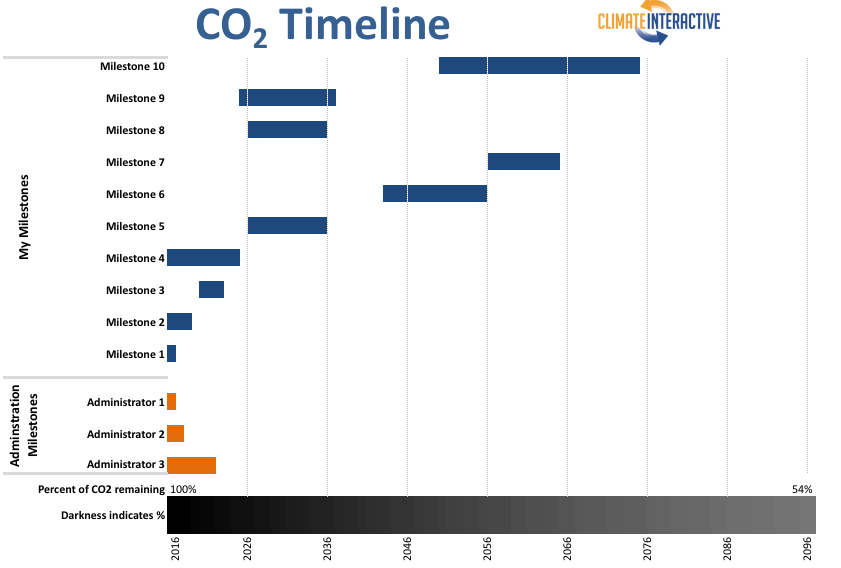 CO2 Timeline
CLIMATEINTERACTIVE
My Milestones
Milestone 10
Milestone 9
Milestone 8
Milestone 7
Milestone 6
Milestone 5
Milestone 4
Milestone 3
Milestone 2
Milestone 1
Adminstration
Milestones
Administrator 1
Administrator 2
Administrator 3
Percent of CO2 remaining 100% 54%
Darkness indicates %
2016 2026 2036 2046 2056 2066 2076 2086 2096